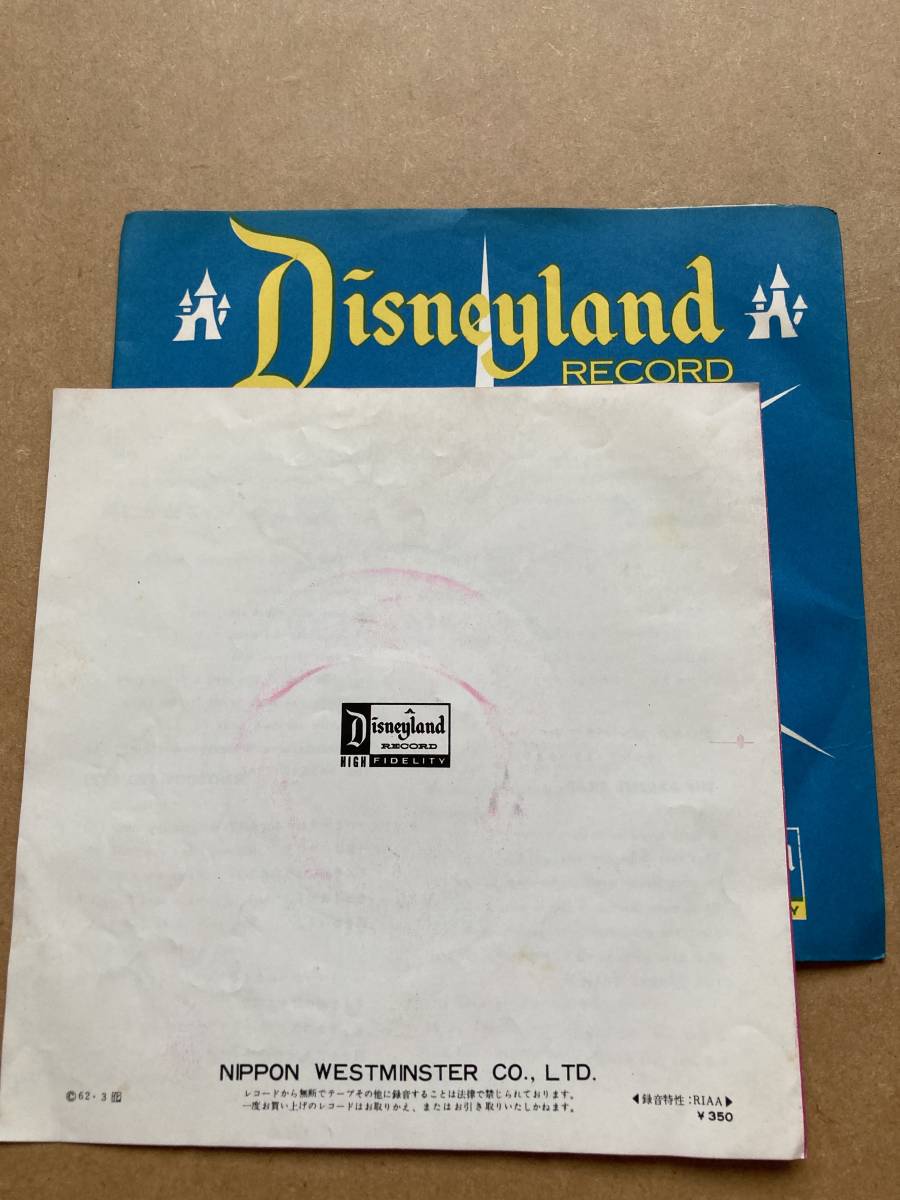 Disneyland
RECORD
Y
A
Disneyland
RECORD
HIGH FIDELITY
NIPPON WESTMINSTER CO., LTD.
レコードから無断でテープその他に録音することは法律で禁じられております。
一度お買い上げのレコードはお取りかえ、またはお引き取りいたしかねます。
©62・3
◀録音特性:RIAA▶
¥350